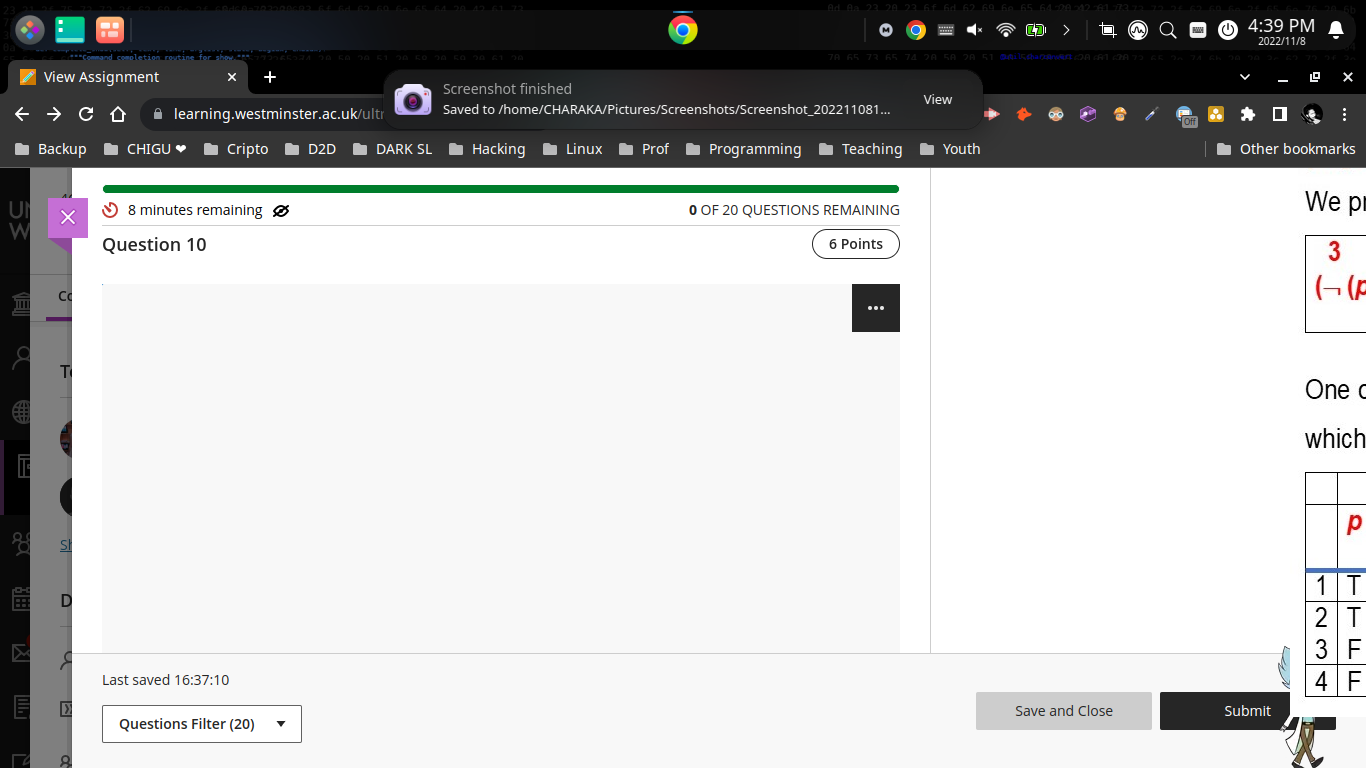 4:39 PM
2022/11/8
View Assignment
Screenshot finished
Saved to /home/CHARAKA/Pictures/Screenshots/Screenshot_202211081...
View
learning.westminster.ac.uk/ultr
Off
Backup
CHIGU ❤
Cripto
D2D
DARK SL
Hacking
Linux
Prof
Programming
Teaching
Youth
Other bookmarks
8 minutes remaining
0 OF 20 QUESTIONS REMAINING
Question 10
6 Points
We pr
3
(¬ (p
One
which
p
1 T
2 T
3 F
4 F
Last saved 16:37:10
Questions Filter (20)
Save and Close
Submit